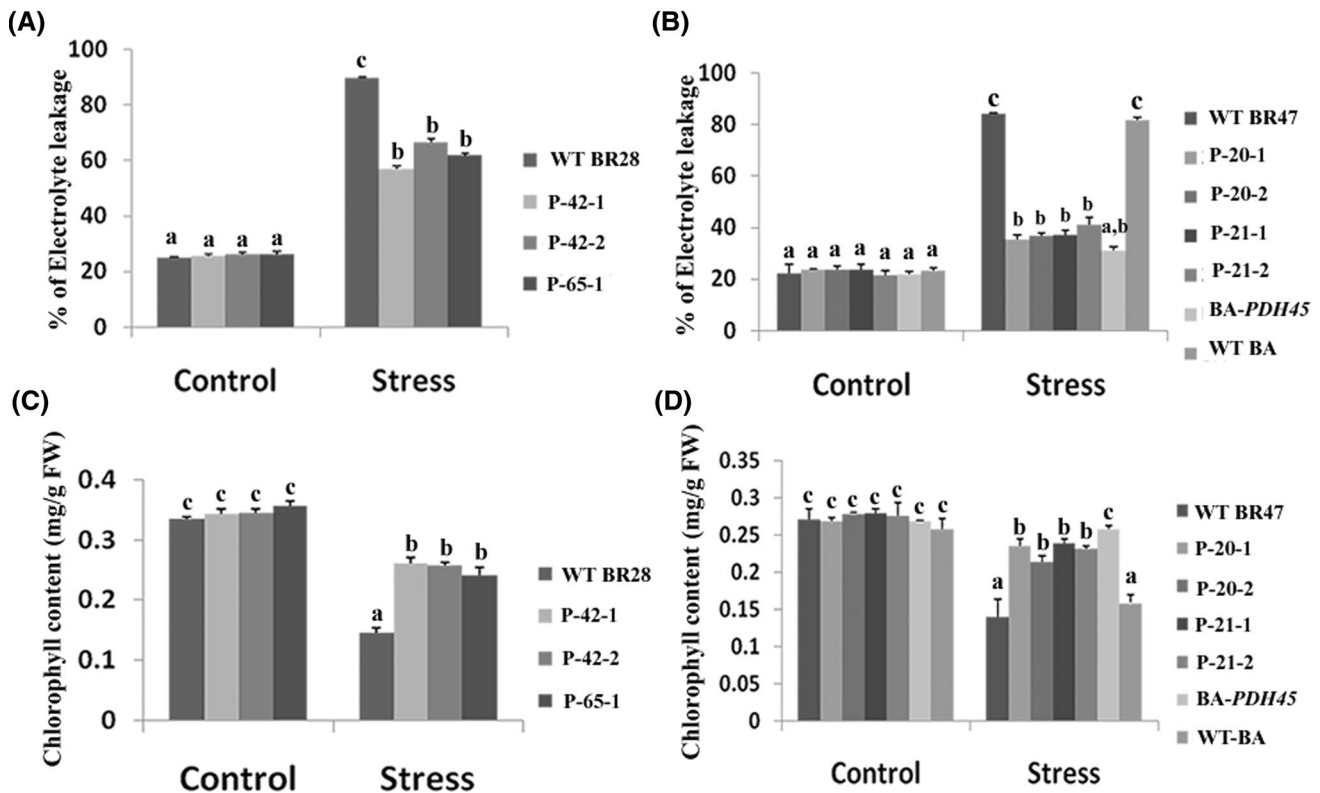 (A)
% of Electrolyte leakage
100
80
60
40
20
0
a a a a
c b b b
Control Stress
WT BR28
P-42-1
P-42-2
P-65-1
(B)
% of Electrolyte leakage
100
80
60
40
20
0
a a a a a a a
c b b b b a,b c
Control Stress
WT BR47
P-20-1
P-20-2
P-21-1
P-21-2
BA-PDH45
WT BA
(C)
Chlorophyll content (mg/g FW)
0.4
0.3
0.2
0.1
0
c c c c
a b b b
Control Stress
WT BR28
P-42-1
P-42-2
P-65-1
(D)
Chlorophyll content (mg/g FW)
0.35
0.3
0.25
0.2
0.15
0.1
0.05
0
c c c c c c c
a b b b b c a
Control Stress
WT BR47
P-20-1
P-20-2
P-21-1
P-21-2
BA-PDH45
WT-BA